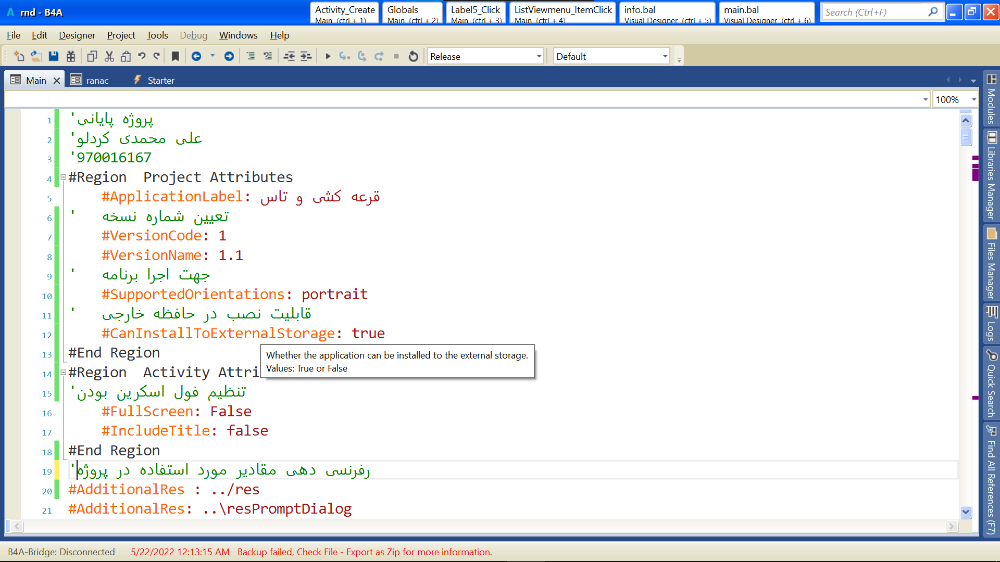 rnd - B4A
Activity_Create
Main (ctrl + 1)
Globals
Main (ctrl + 2)
Label5_Click
Main (ctrl + 3)
ListViewmenu_ItemClick
Main (ctrl + 4)
info.bal
Visual Designer (ctrl + 5)
main.bal
Visual Designer (ctrl + 6)
Search (Ctrl+F)
File Edit Designer Project Tools Debug Windows Help
Release
Default
Main
ranac
Starter
100%
1 'پروژه پایانی
2 'علی محمدی کردلو
3 '970016167
4 #Region  Project Attributes
5 #ApplicationLabel: قرعه کشی و تاس
6 ' تعیین شماره نسخه
7 #VersionCode: 1
8 #VersionName: 1.1
9 ' جهت اجرا برنامه
10 #SupportedOrientations: portrait
11 ' قابلیت نصب در حافظه خارجی
12 #CanInstallToExternalStorage: true
13 #End Region
Whether the application can be installed to the external storage.
Values: True or False
14 #Region  Activity Attri
15 'تنظیم فول اسکرین بودن
16 #FullScreen: False
17 #IncludeTitle: false
18 #End Region
19 'رفرنسی دهی مقادیر مورد استفاده در پروژه
20 #AdditionalRes : ../res
21 #AdditionalRes: ..\resPromptDialog
Modules
Libraries Manager
Files Manager
Logs
Quick Search
Find All References (F7)
B4A-Bridge: Disconnected
5/22/2022 12:13:15 AM
Backup failed, Check File - Export as Zip for more information.